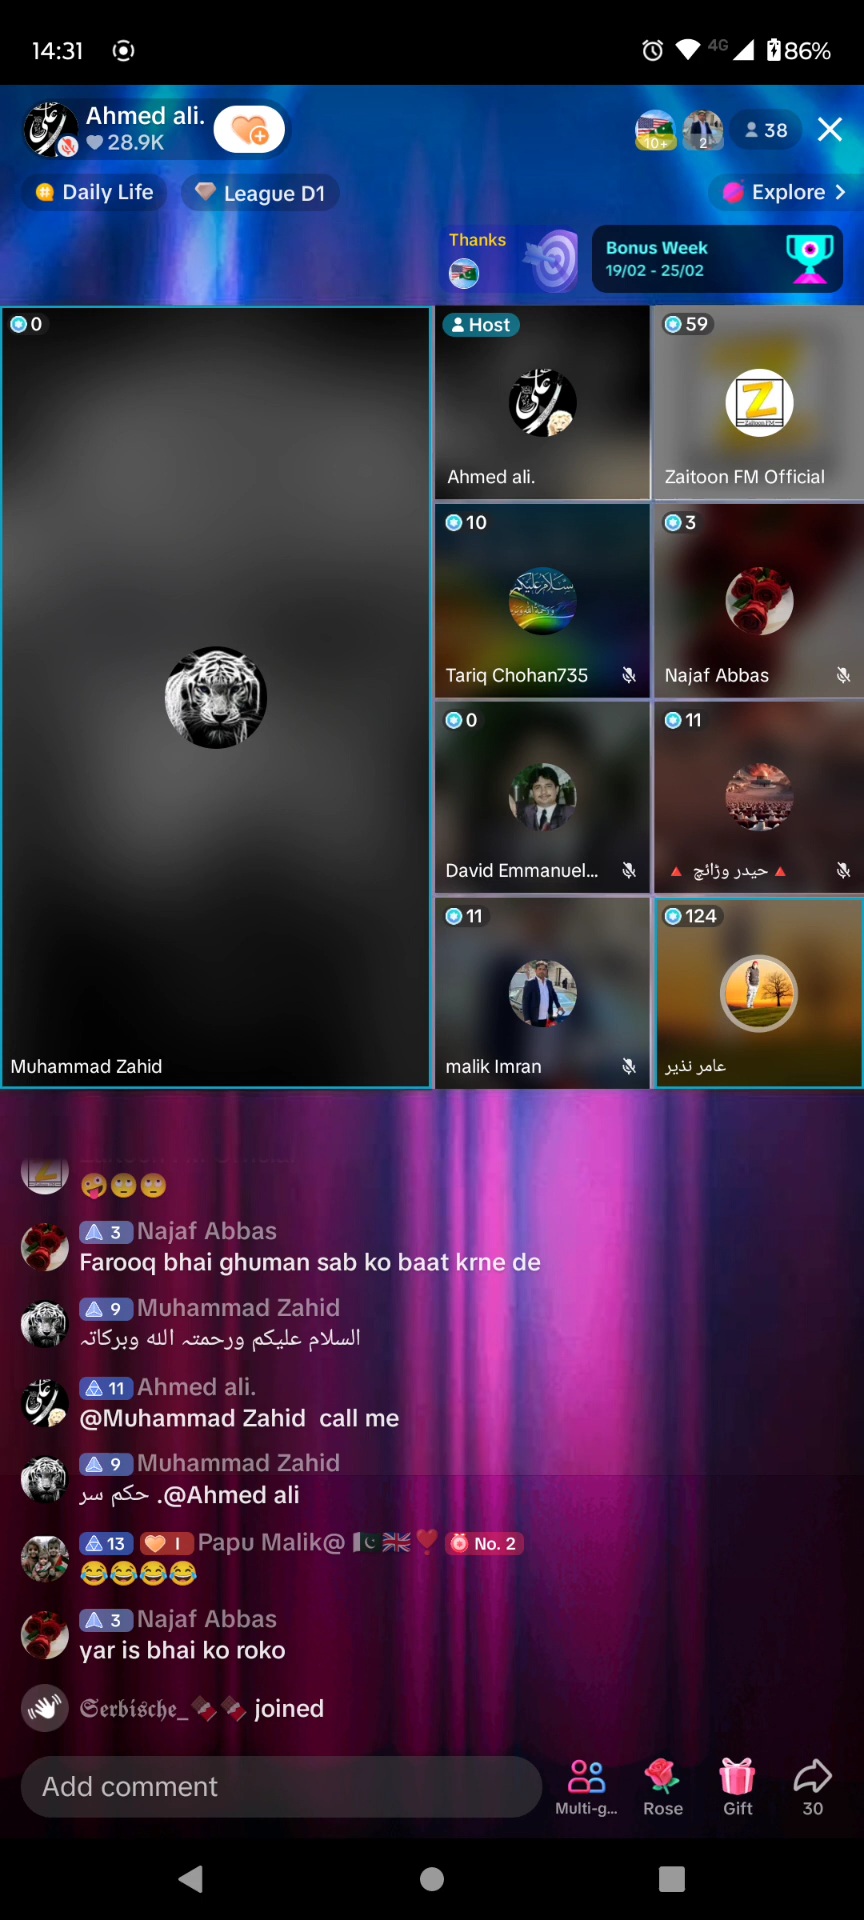 14:31
4G
86%
Ahmed ali.
28.9K
10+
2
38
Daily Life
League D1
Explore
Thanks
Bonus Week
19/02 - 25/02
0
Muhammad Zahid
Host
Ahmed ali.
59
Z
Zaitoon FM
Zaitoon FM Official
10
Tariq Chohan735
3
Najaf Abbas
0
David Emmanuel...
11
🔺 حیدر وڑائچ 🔺
11
malik Imran
124
عامر نذیر
🤪🙄🙄
3 Najaf Abbas
Farooq bhai ghuman sab ko baat krne de
9 Muhammad Zahid
السلام علیکم ورحمتہ اللہ وبرکاتہ
11 Ahmed ali.
@Muhammad Zahid call me
9 Muhammad Zahid
حکم سر .@Ahmed ali
13 I Papu Malik@ 🇵🇰🇬🇧❣️ No. 2
😂😂😂😂
3 Najaf Abbas
yar is bhai ko roko
𝔖𝔢𝔯𝔟𝔦𝔰𝔠𝔥𝔢_🍫🍫 joined
Add comment
Multi-g...
Rose
Gift
30